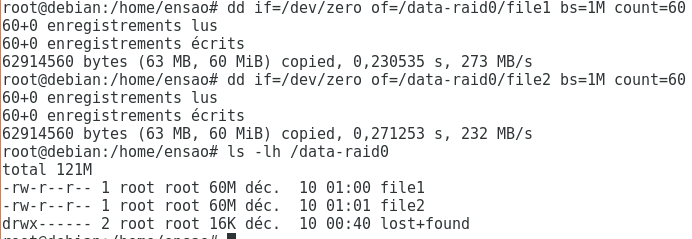 root@debian:/home/ensao# dd if=/dev/zero of=/data-raid0/file1 bs=1M count=60
60+0 enregistrements lus
60+0 enregistrements écrits
62914560 bytes (63 MB, 60 MiB) copied, 0,230535 s, 273 MB/s
root@debian:/home/ensao# dd if=/dev/zero of=/data-raid0/file2 bs=1M count=60
60+0 enregistrements lus
60+0 enregistrements écrits
62914560 bytes (63 MB, 60 MiB) copied, 0,271253 s, 232 MB/s
root@debian:/home/ensao# ls -lh /data-raid0
total 121M
-rw-r--r-- 1 root root 60M déc.  10 01:00 file1
-rw-r--r-- 1 root root 60M déc.  10 01:01 file2
drwx------ 2 root root 16K déc.  10 00:40 lost+found
root@debian:/home/ensao#